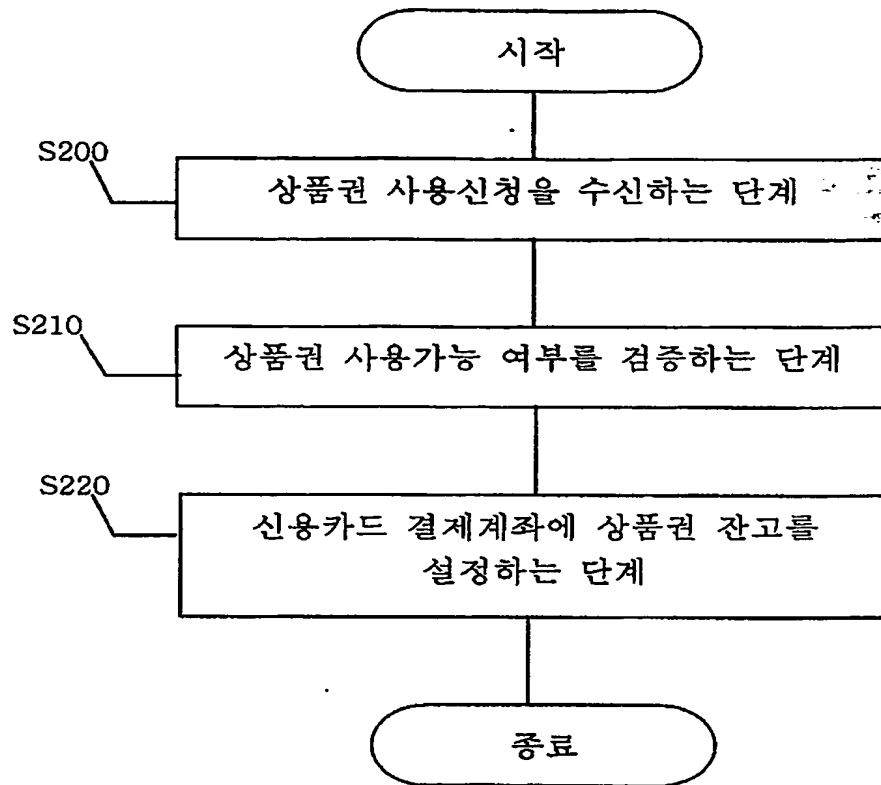 시작
S200
상품권 사용신청을 수신하는 단계
S210
상품권 사용가능 여부를 검증하는 단계
S220
신용카드 결제계좌에 상품권 잔고를
설정하는 단계
종료